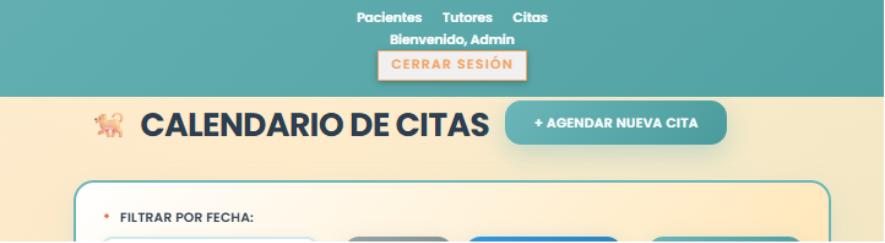 Pacientes Tutores Citas
Bienvenido, Admin
CERRAR SESIÓN
CALENDARIO DE CITAS + AGENDAR NUEVA CITA
FILTRAR POR FECHA: